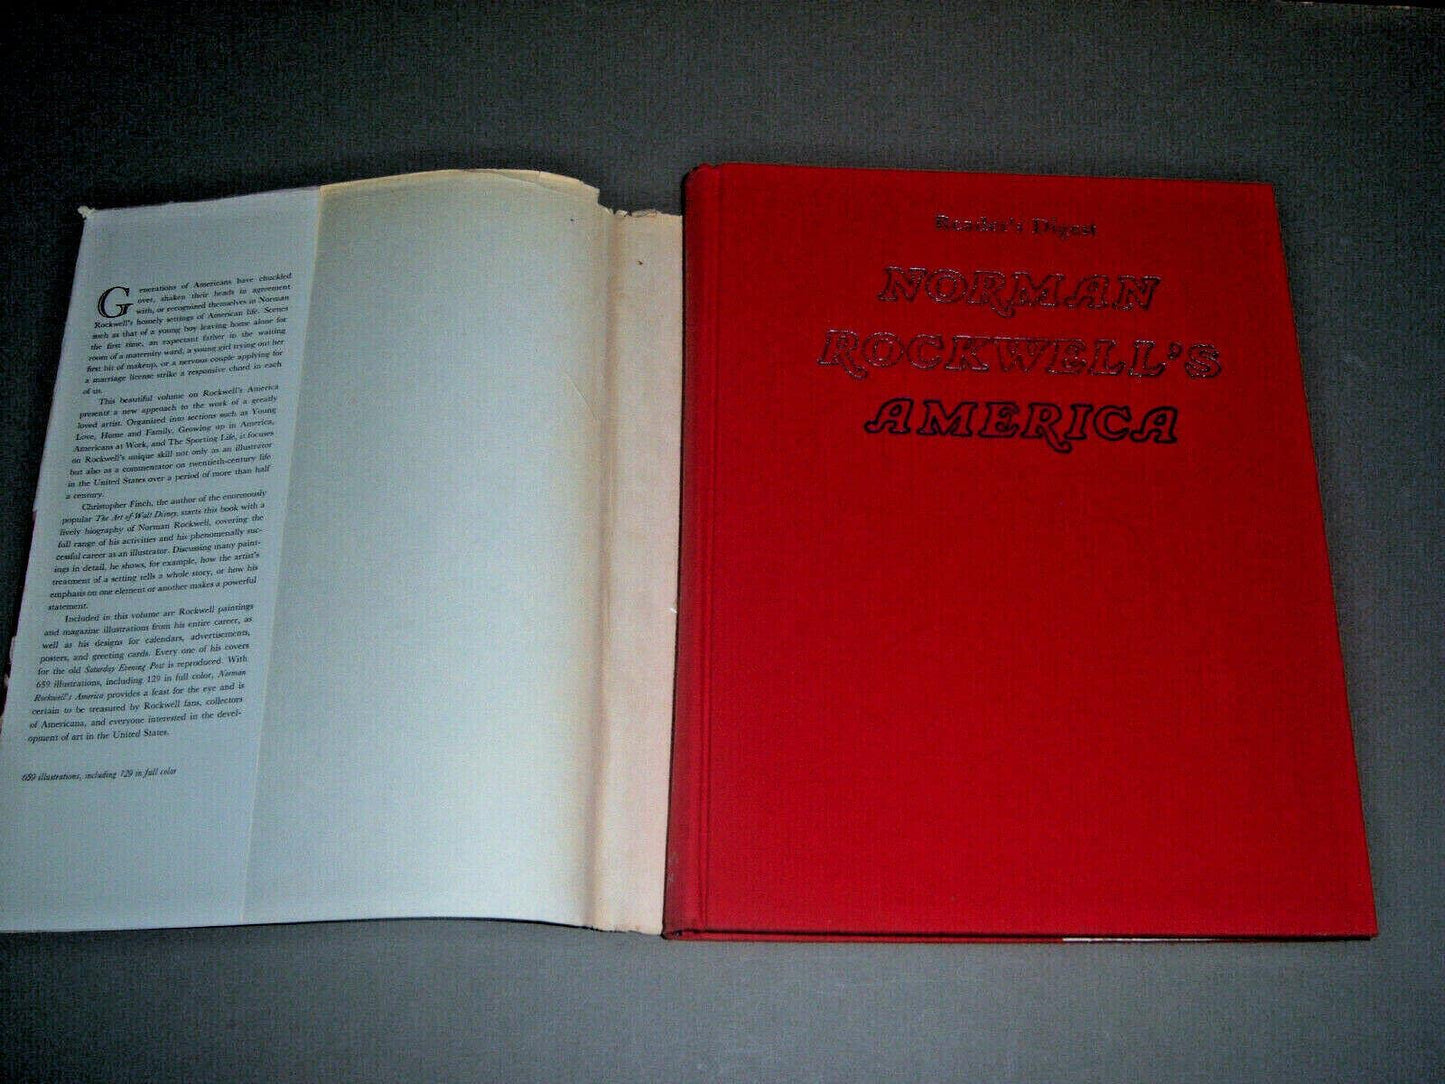 Generations of Americans have chuckled
over, shaken their heads in agreement
with, or recognized themselves in Norman
Rockwell's homely settings of American life. Scenes
such as that of a young boy leaving home alone for
the first time, an expectant father in the waiting
room of a maternity ward, a young girl trying out her
first bit of makeup, or a nervous couple applying for
a marriage license strike a responsive chord in each
of us.
This beautiful volume on Rockwell's America
presents a new approach to the work of a greatly
loved artist. Organized into sections such as Young
Love, Home and Family, Growing up in America,
Americans at Work, and The Sporting Life, it focuses
on Rockwell's unique skill not only as an illustrator
but also as a commentator on twentieth-century life
in the United States over a period of more than half
a century.
Christopher Finch, the author of the enormously
popular The Art of Walt Disney, starts this book with a
lively biography of Norman Rockwell, covering the
full range of his activities and his phenomenally suc-
cessful career as an illustrator. Discussing many paint-
ings in detail, he shows, for example, how the artist's
treatment of a setting tells a whole story, or how his
emphasis on one element or another makes a powerful
statement.
Included in this volume are Rockwell paintings
and magazine illustrations from his entire career, as
well as his designs for calendars, advertisements,
posters, and greeting cards. Every one of his covers
for the old Saturday Evening Post is reproduced. With
659 illustrations, including 129 in full color, Norman
Rockwell's America provides a feast for the eye and is
certain to be treasured by Rockwell fans, collectors
of Americana, and everyone interested in the devel-
opment of art in the United States.
659 illustrations, including 129 in full color
Reader's Digest
NORMAN
ROCKWELL'S
AMERICA